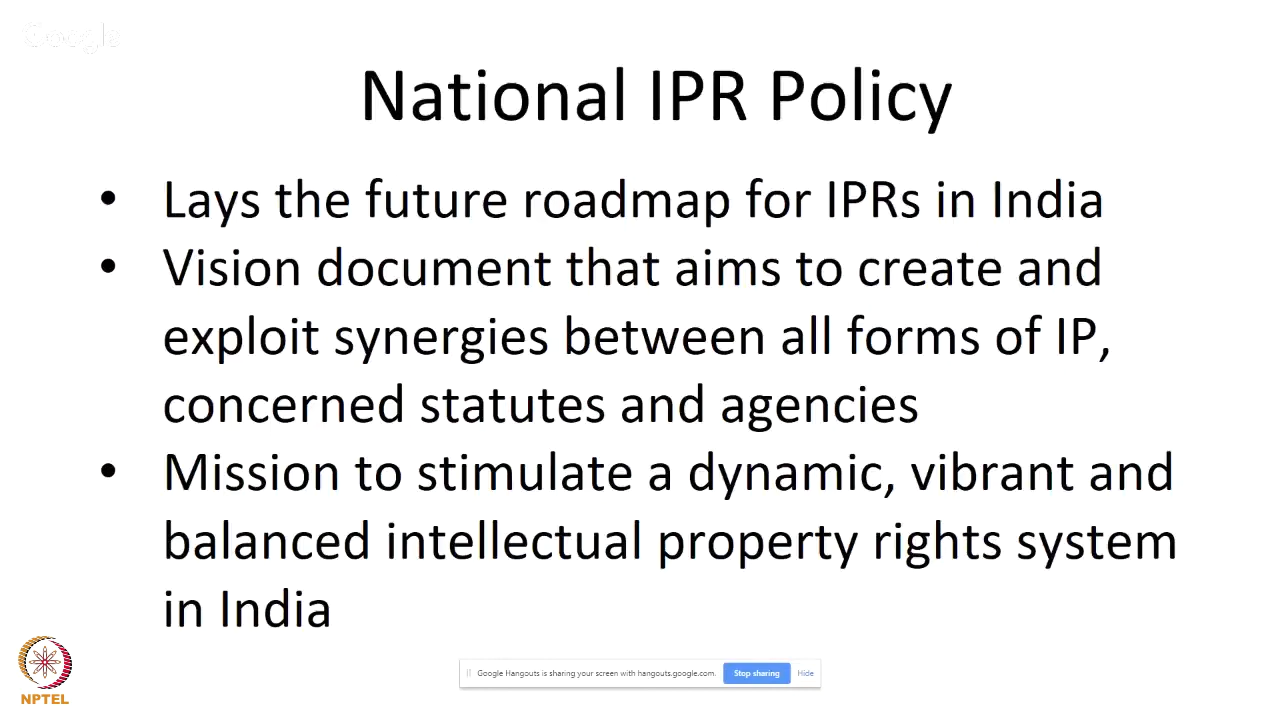 Google
National IPR Policy
• Lays the future roadmap for IPRs in India
• Vision document that aims to create and
exploit synergies between all forms of IP,
concerned statutes and agencies
• Mission to stimulate a dynamic, vibrant and
balanced intellectual property rights system
in India
Google Hangouts is sharing your screen with hangouts.google.com. Stop sharing Hide
NPTEL